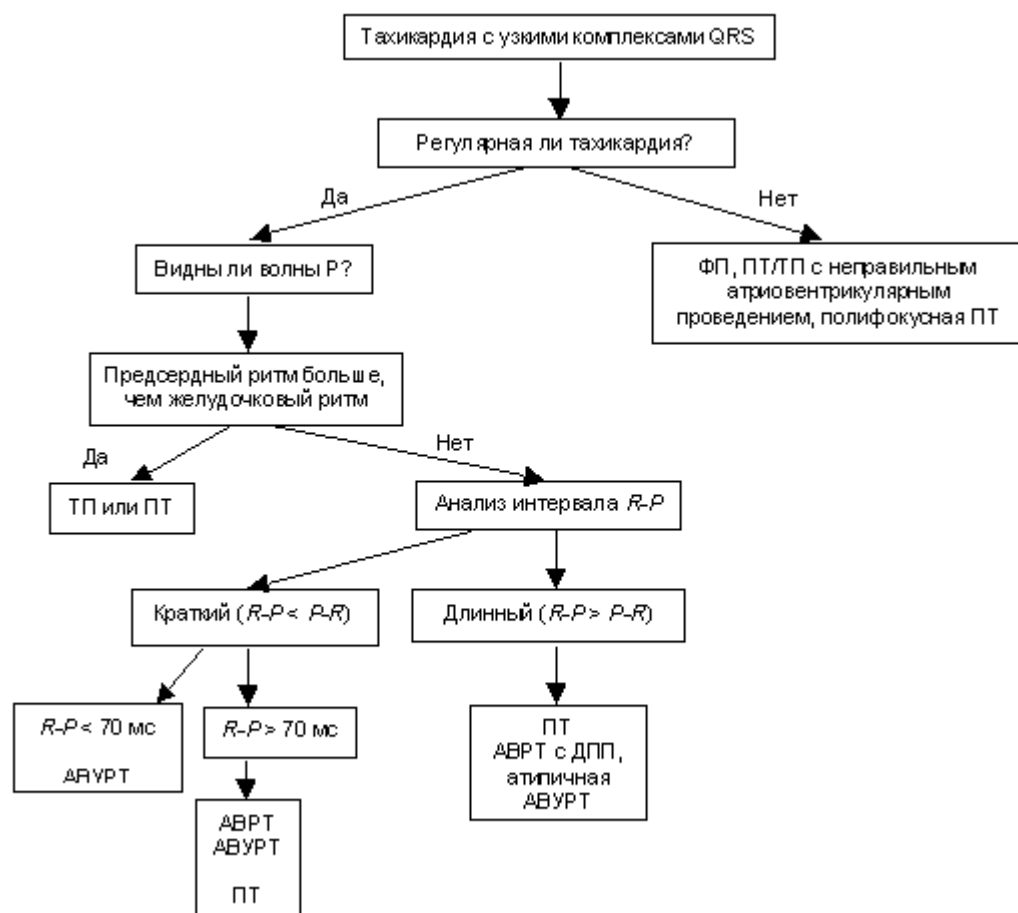 Тахикардия с узкими комплексами QRS
Регулярная ли тахикардия?
Да
Нет
Видны ли волны P?
ФП, ПТ/ТП с неправильным
атриовентрикулярным
проведением, полифокусная ПТ
Предсердный ритм больше,
чем желудочковый ритм
Да
Нет
ТП или ПТ
Анализ интервала R-P
Краткий (R-P < P-R)
Длинный (R-P > P-R)
R-P < 70 мс
АВУРТ
R-P > 70 мс
ПТ
АВРТ с ДПП,
атипичная
АВУРТ
АВРТ
АВУРТ
ПТ